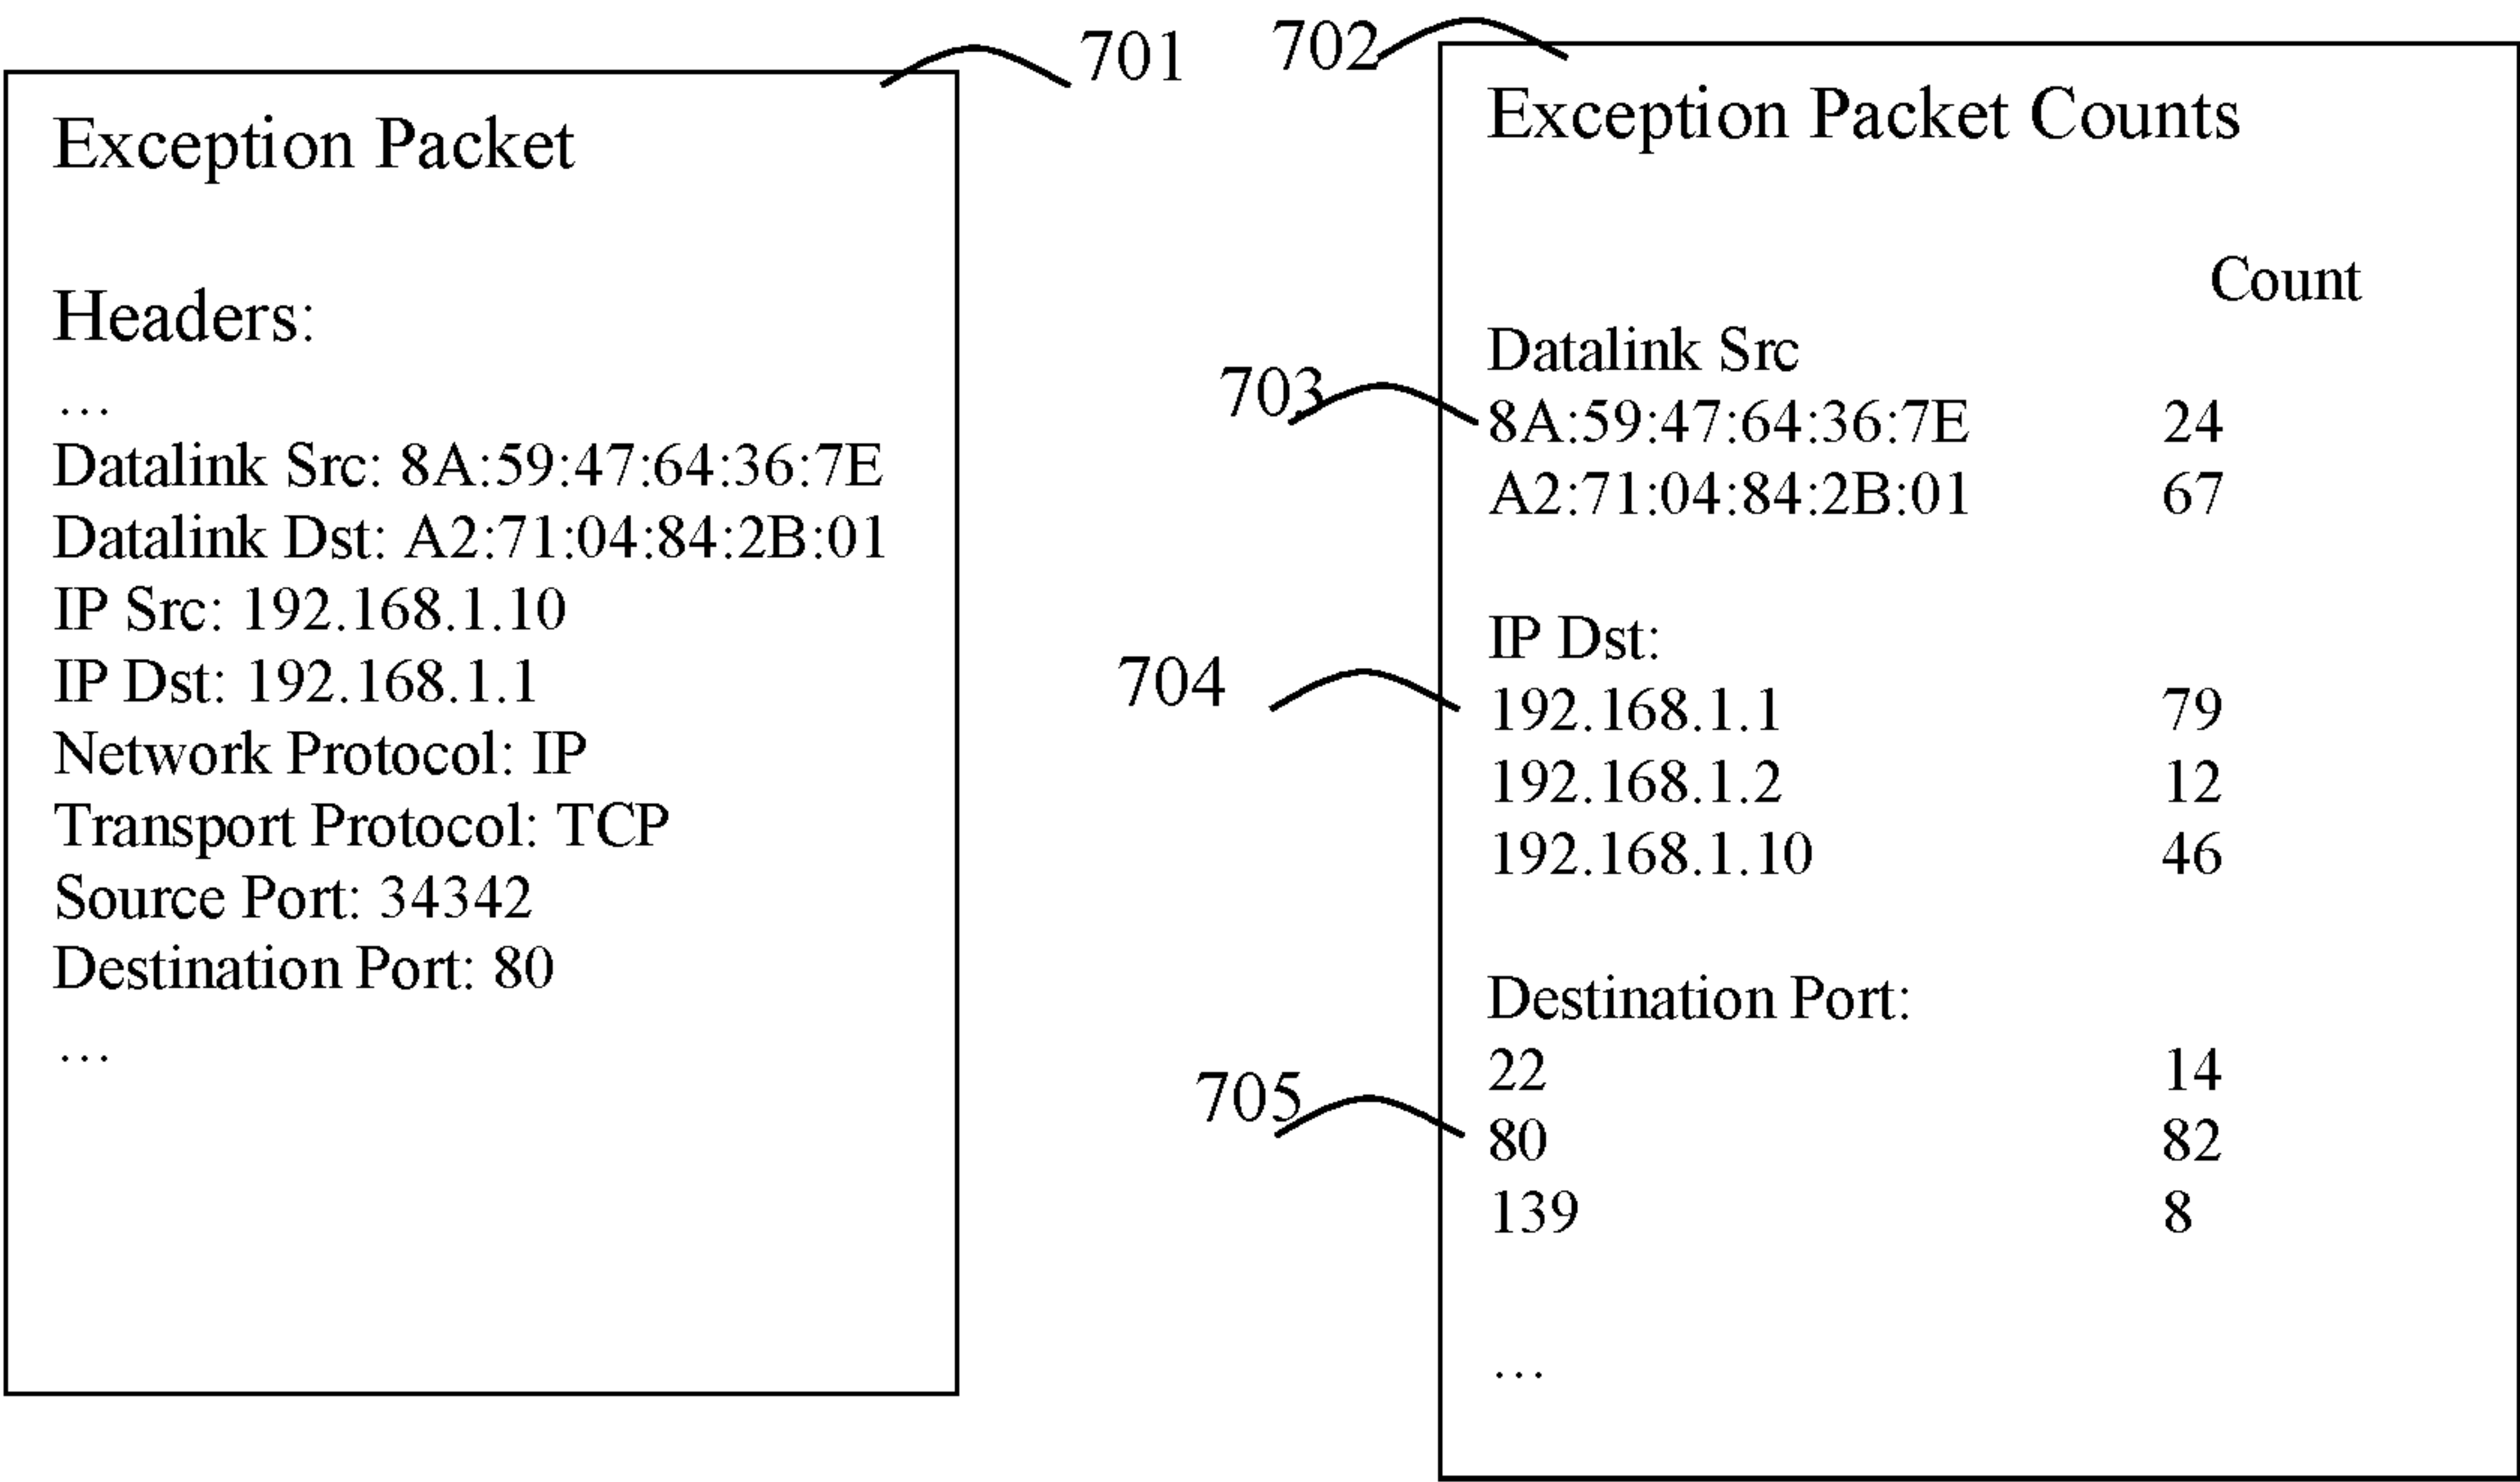 701
Exception Packet
Headers:
…
Datalink Src: 8A:59:47:64:36:7E
Datalink Dst: A2:71:04:84:2B:01
IP Src: 192.168.1.10
IP Dst: 192.168.1.1
Network Protocol: IP
Transport Protocol: TCP
Source Port: 34342
Destination Port: 80
…
702
Exception Packet Counts
Count
Datalink Src
703
8A:59:47:64:36:7E 24
A2:71:04:84:2B:01 67
IP Dst:
704
192.168.1.1 79
192.168.1.2 12
192.168.1.10 46
Destination Port:
22 14
705
80 82
139 8
…